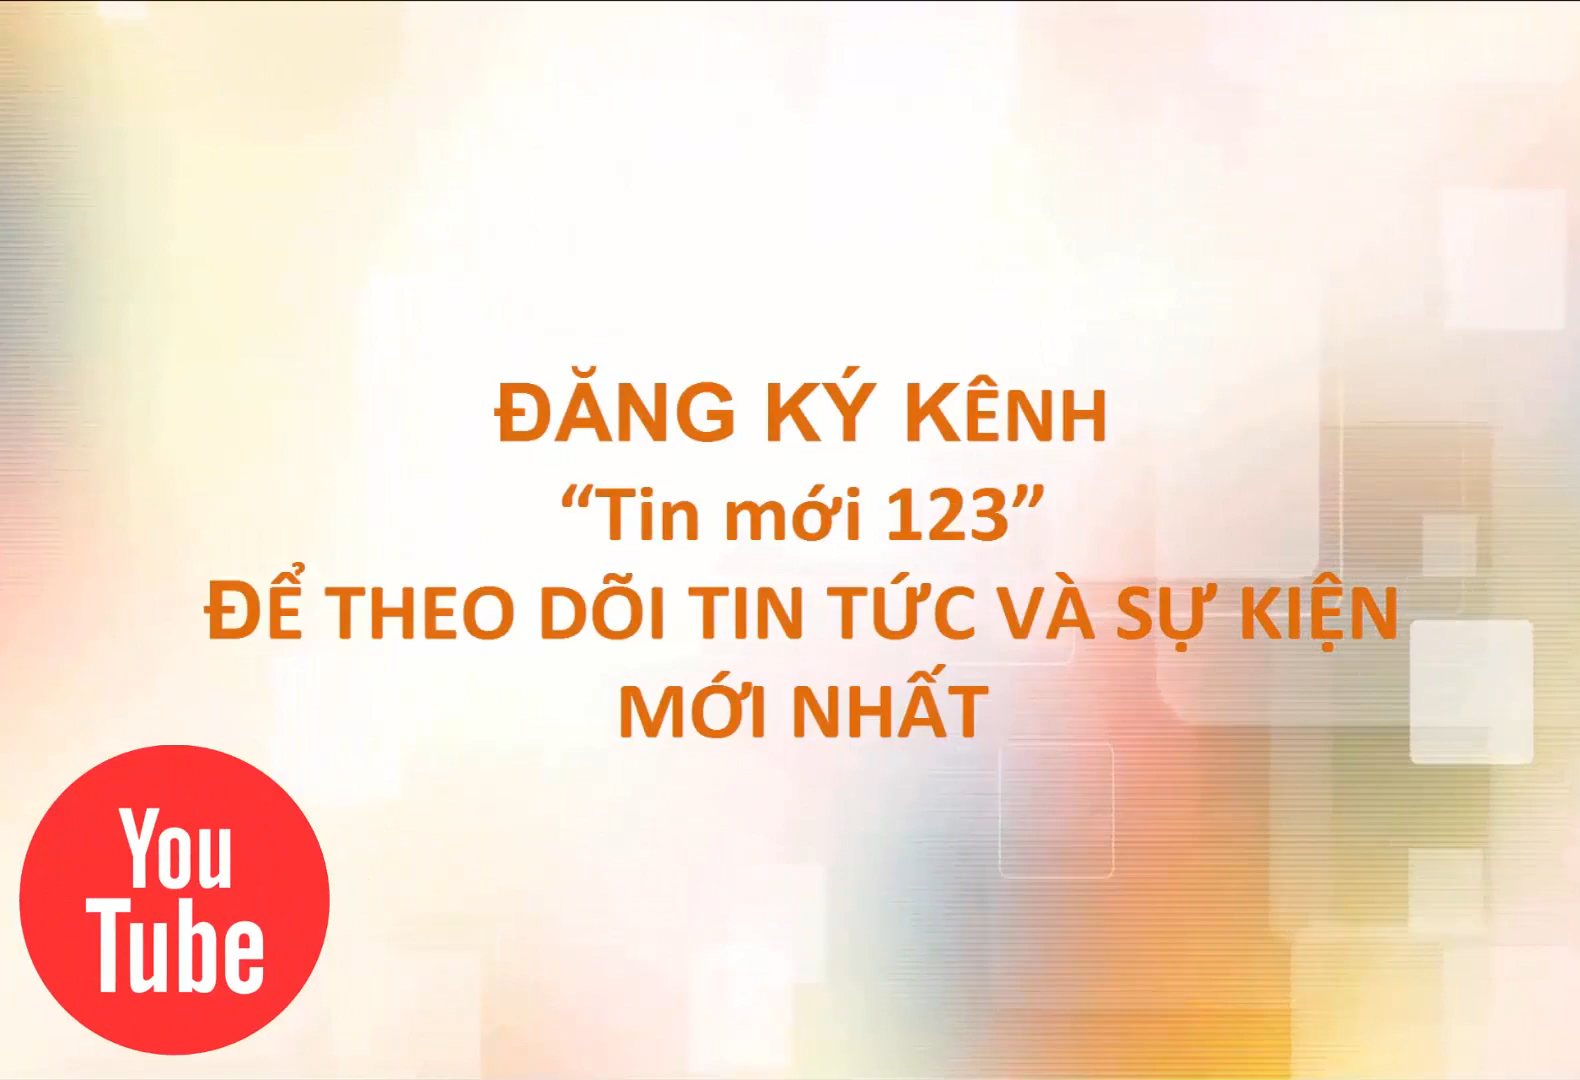 ĐĂNG KÝ KÊNH
“Tin mới 123”
ĐỂ THEO DÕI TIN TỨC VÀ SỰ KIỆN
MỚI NHẤT
You
Tube